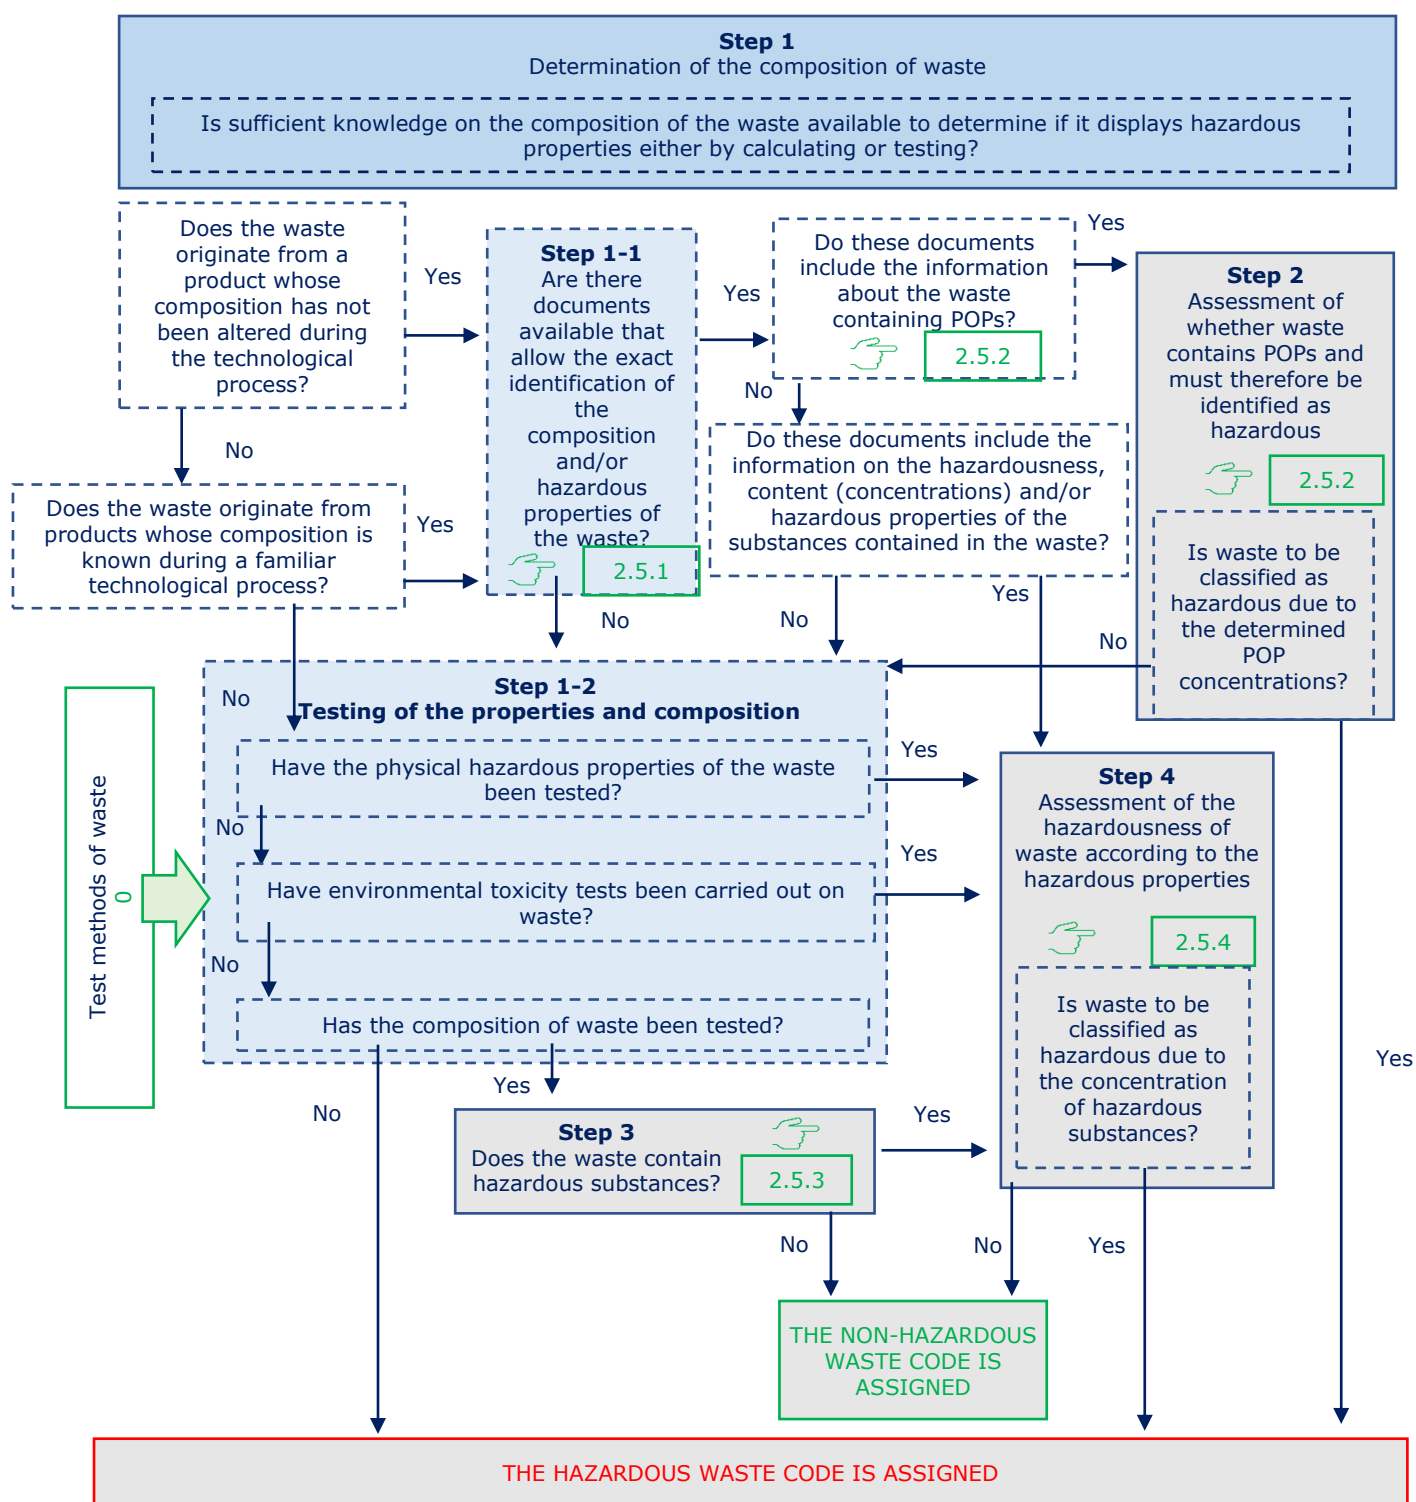 Step 1
Determination of the composition of waste
Is sufficient knowledge on the composition of the waste available to determine if it displays hazardous
properties either by calculating or testing?
Does the waste
originate from a
product whose
composition has not
been altered during
the technological
process?
Yes
No
Step 1-1
Are there
documents
available that
allow the exact
identification of
the
composition
and/or
hazardous
properties of
the waste?
2.5.1
Yes
No
Do these documents
include the information
about the waste
containing POPs?
2.5.2
Yes
No
Step 2
Assessment of
whether waste
contains POPs and
must therefore be
identified as
hazardous
2.5.2
Is waste to be
classified as
hazardous due to
the determined
POP
concentrations?
No
Yes
Does the waste originate from
products whose composition is
known during a familiar
technological process?
Yes
No
Do these documents include the
information on the hazardousness,
content (concentrations) and/or
hazardous properties of the
substances contained in the waste?
No
Yes
Test methods of waste
0
Step 1-2
Testing of the properties and composition
Have the physical hazardous properties of the waste
been tested?
Yes
No
Have environmental toxicity tests been carried out on
waste?
Yes
No
Has the composition of waste been tested?
Yes
No
Step 3
Does the waste contain
hazardous substances?
2.5.3
Yes
No
Step 4
Assessment of the
hazardousness of
waste according to the
hazardous properties
2.5.4
Is waste to be
classified as
hazardous due to
the concentration
of hazardous
substances?
No
Yes
THE NON-HAZARDOUS
WASTE CODE IS
ASSIGNED
THE HAZARDOUS WASTE CODE IS ASSIGNED